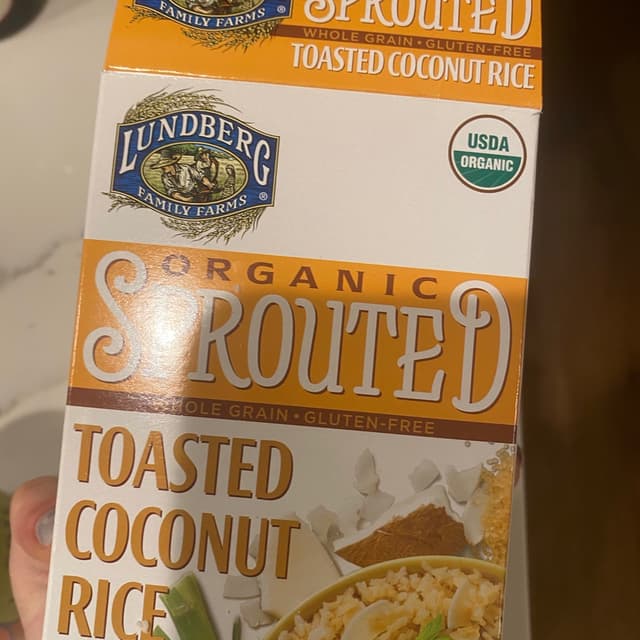 FAMILY FARMS ®
SPROUTED
WHOLE GRAIN • GLUTEN-FREE
TOASTED COCONUT RICE
LUNDBERG
FAMILY FARMS ®
USDA
ORGANIC
ORGANIC
SPROUTED
WHOLE GRAIN • GLUTEN-FREE
TOASTED
COCONUT
RICE